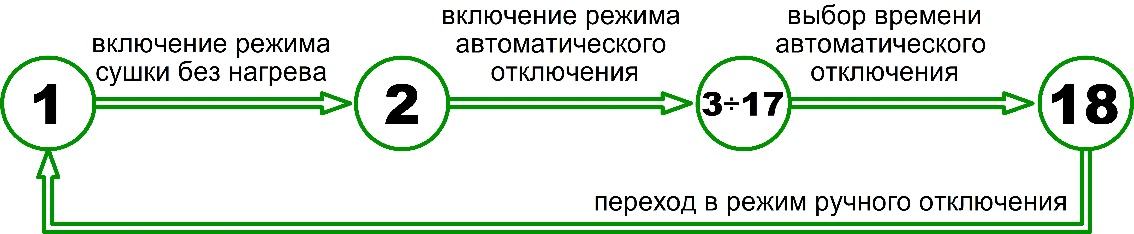 включение режима
сушки без нагрева
включение режима
автоматического
отключения
выбор времени
автоматического
отключения
1
2
3÷17
18
переход в режим ручного отключения